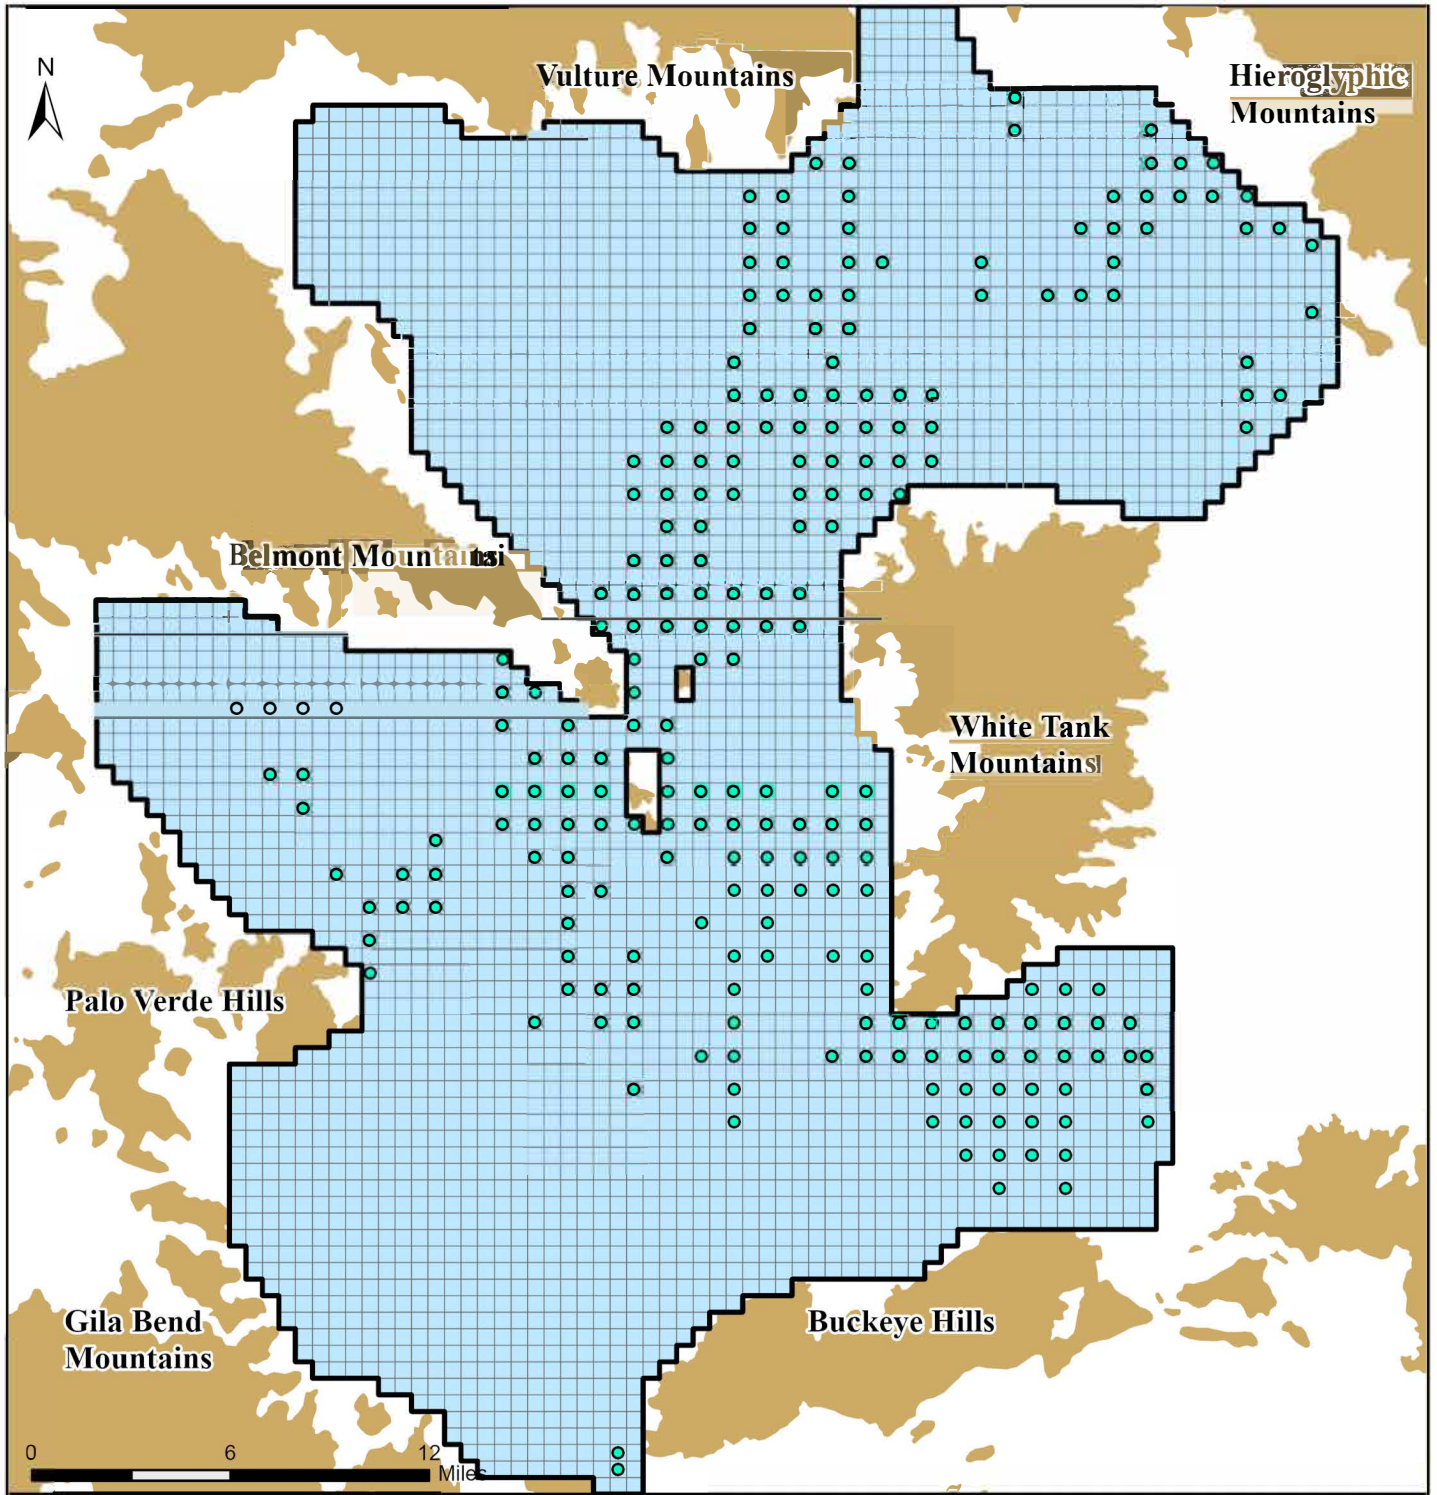 N
Vulture Mountains
Hieroglyphic
Mountains
Belmont Mountains
White Tank
Mountains
Palo Verde Hills
Gila Bend
Mountains
Buckeye Hills
0 6 12
Miles